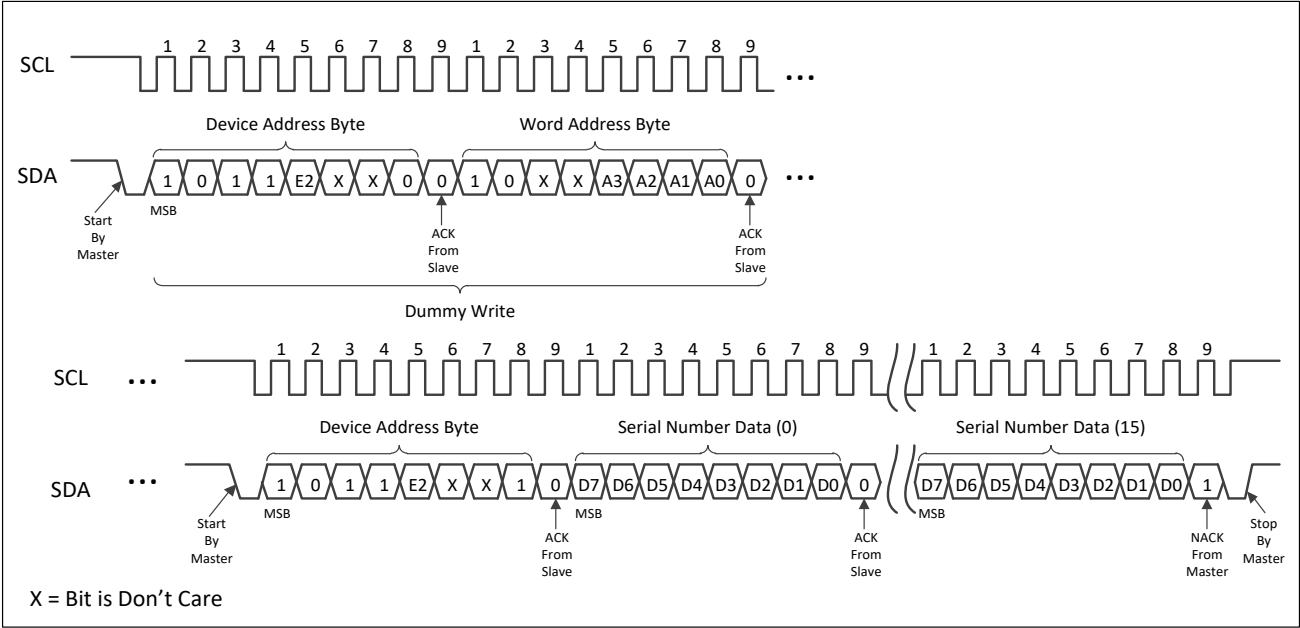 1 2 3 4 5 6 7 8 9 1 2 3 4 5 6 7 8 9
SCL ...
Device Address Byte Word Address Byte
SDA 1 0 1 1 E2 X X 0 0 1 0 X X A3 A2 A1 A0 0 ...
MSB
Start
By
Master
ACK
From
Slave
ACK
From
Slave
Dummy Write
1 2 3 4 5 6 7 8 9 1 2 3 4 5 6 7 8 9 1 2 3 4 5 6 7 8 9
SCL ...
Device Address Byte Serial Number Data (0) Serial Number Data (15)
SDA ... 1 0 1 1 E2 X X 1 0 D7 D6 D5 D4 D3 D2 D1 D0 0 D7 D6 D5 D4 D3 D2 D1 D0 1
MSB MSB MSB
Start
By
Master
ACK
From
Slave
ACK
From
Slave
NACK
From
Master
Stop
By
Master
X = Bit is Don’t Care